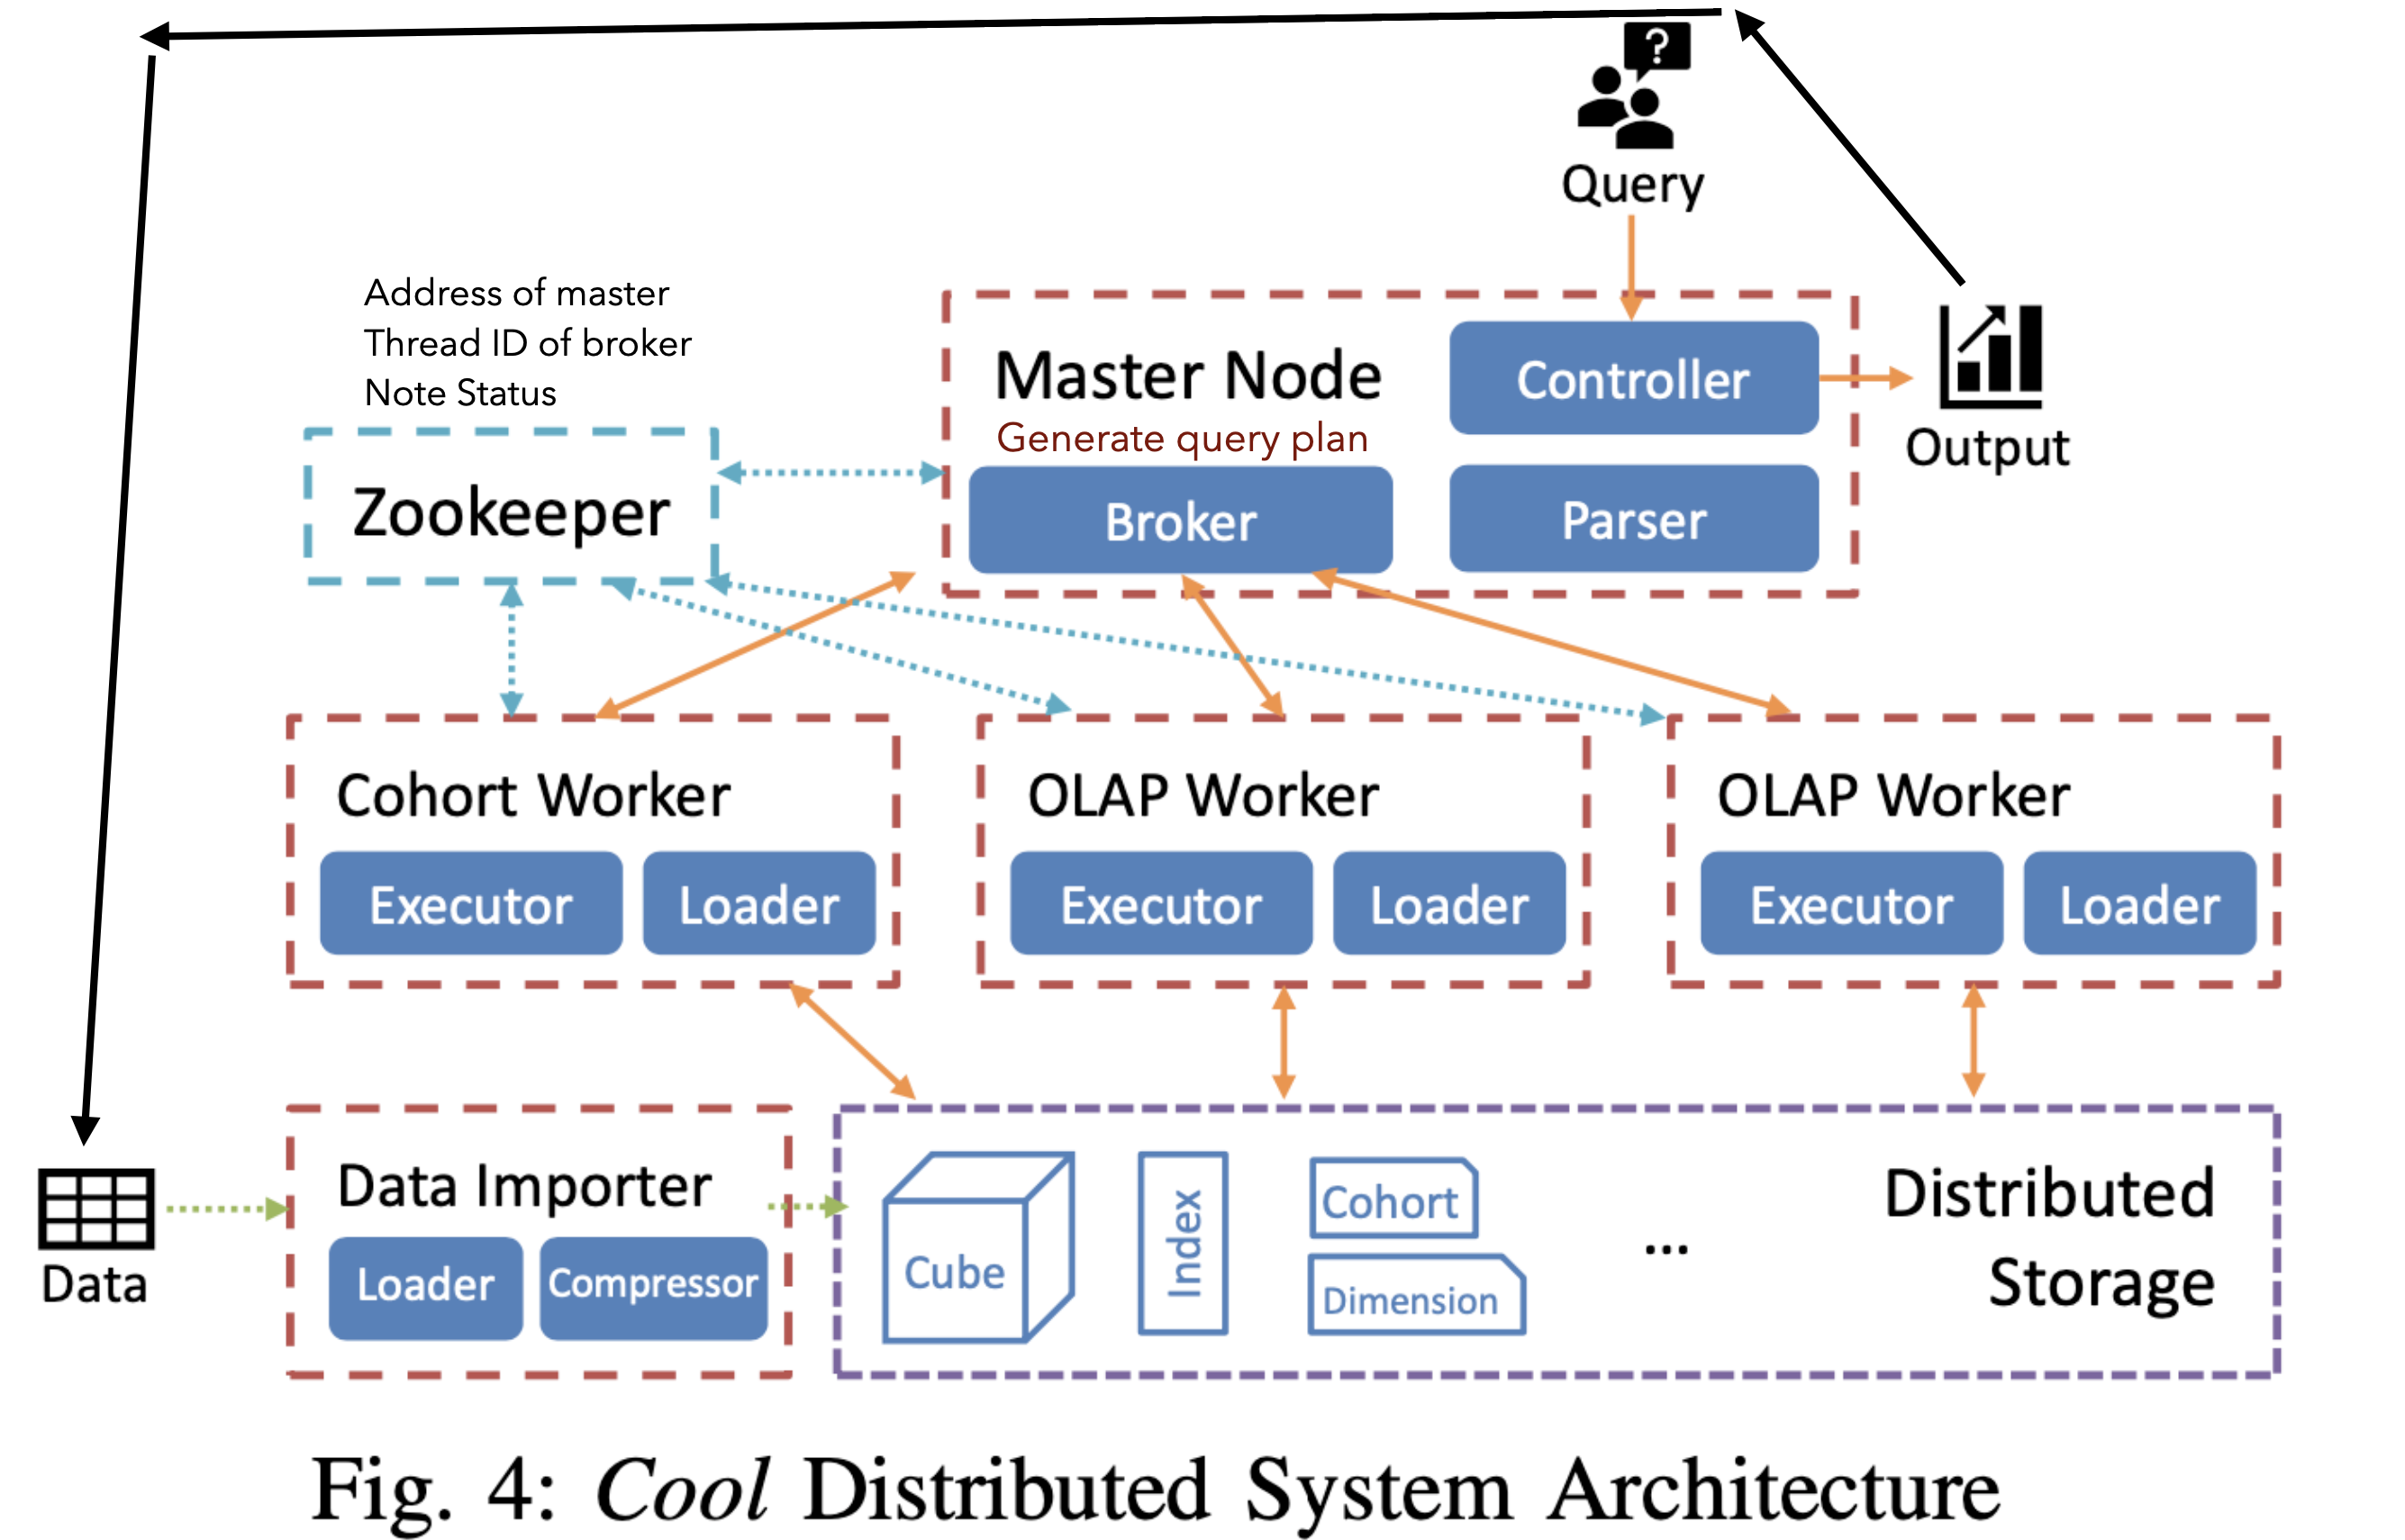 ?
Query
Address of master
Thread ID of broker
Note Status
Master Node
Controller
Generate query plan
Output
Zookeeper
Broker
Parser
Cohort Worker
Executor
Loader
OLAP Worker
Executor
Loader
OLAP Worker
Executor
Loader
Data
Data Importer
Loader
Compressor
Cube
Index
Cohort
Dimension
...
Distributed
Storage
Fig. 4: Cool Distributed System Architecture